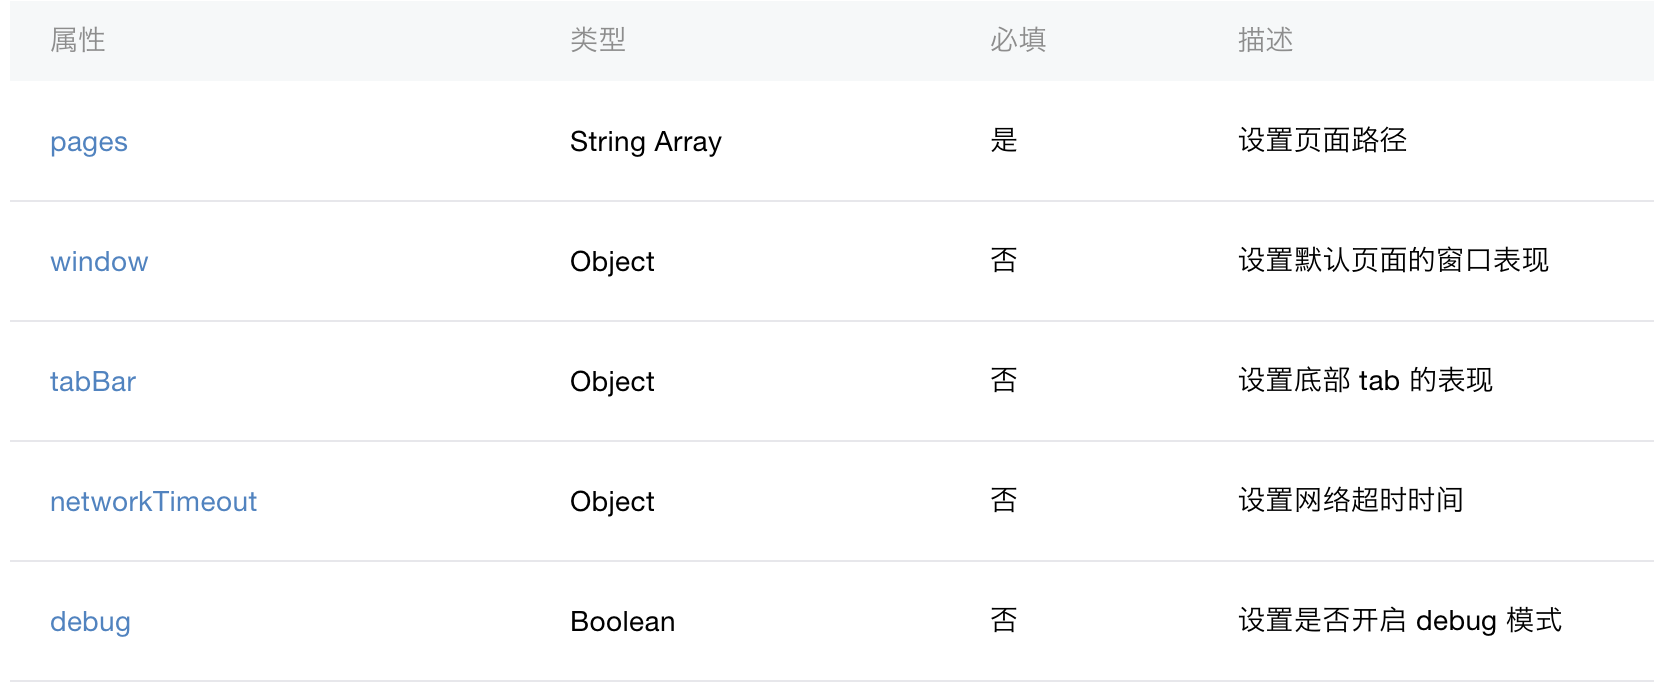 属性 类型 必填 描述
pages String Array 是 设置页面路径
window Object 否 设置默认页面的窗口表现
tabBar Object 否 设置底部 tab 的表现
networkTimeout Object 否 设置网络超时时间
debug Boolean 否 设置是否开启 debug 模式